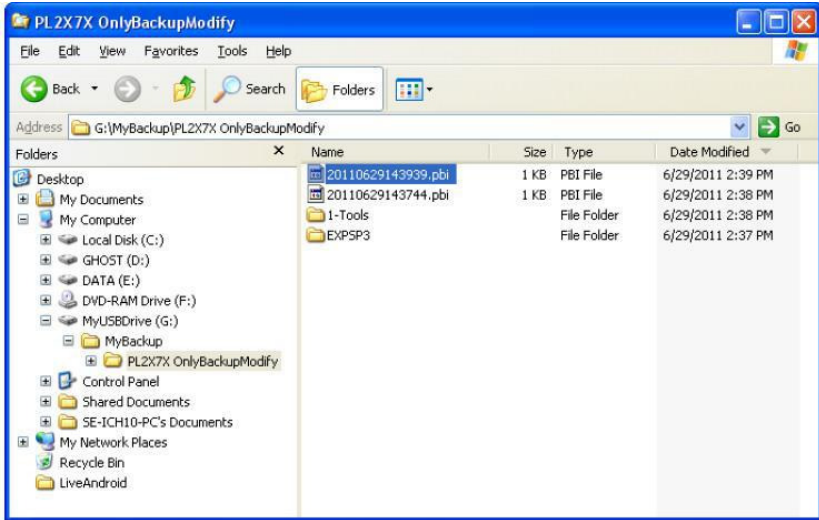 PL2X7X OnlyBackupModify
File Edit View Favorites Tools Help
Back Search Folders
Address G:\MyBackup\PL2X7X OnlyBackupModify Go
Folders X Name Size Type Date Modified
Desktop
My Documents
My Computer
Local Disk (C:)
GHOST (D:)
DATA (E:)
DVD-RAM Drive (F:)
MyUSBDrive (G:)
MyBackup
PL2X7X OnlyBackupModify
Control Panel
Shared Documents
SE-ICH10-PC's Documents
My Network Places
Recycle Bin
LiveAndroid
20110629143939.pbi 1 KB PBI File 6/29/2011 2:39 PM
20110629143744.pbi 1 KB PBI File 6/29/2011 2:38 PM
1-Tools File Folder 6/29/2011 2:38 PM
EXPSP3 File Folder 6/29/2011 2:37 PM